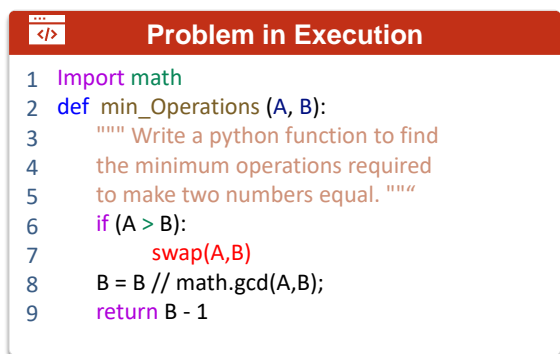 </>
Problem in Execution
1 Import math
2 def min_Operations (A, B):
3 """ Write a python function to find
4 the minimum operations required
5 to make two numbers equal. ""“
6 if (A > B):
7 swap(A,B)
8 B = B // math.gcd(A,B);
9 return B - 1